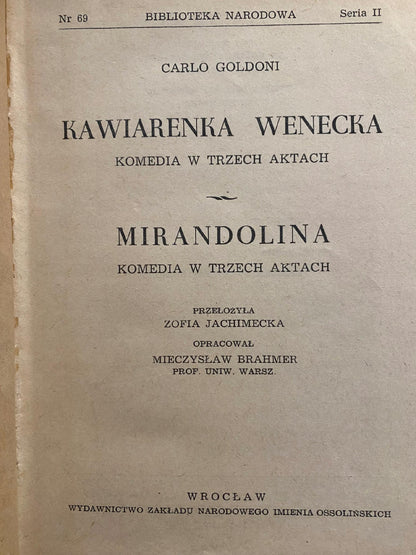 Nr 69 BIBLIOTEKA NARODOWA Seria II
CARLO GOLDONI
KAWIARENKA WENECKA
KOMEDIA W TRZECH AKTACH
MIRANDOLINA
KOMEDIA W TRZECH AKTACH
PRZEŁOŻYŁA
ZOFIA JACHIMECKA
OPRACOWAŁ
MIECZYSŁAW BRAHMER
PROF. UNIW. WARSZ.
WROCŁAW
WYDAWNICTWO ZAKŁADU NARODOWEGO IMIENIA OSSOLIŃSKICH